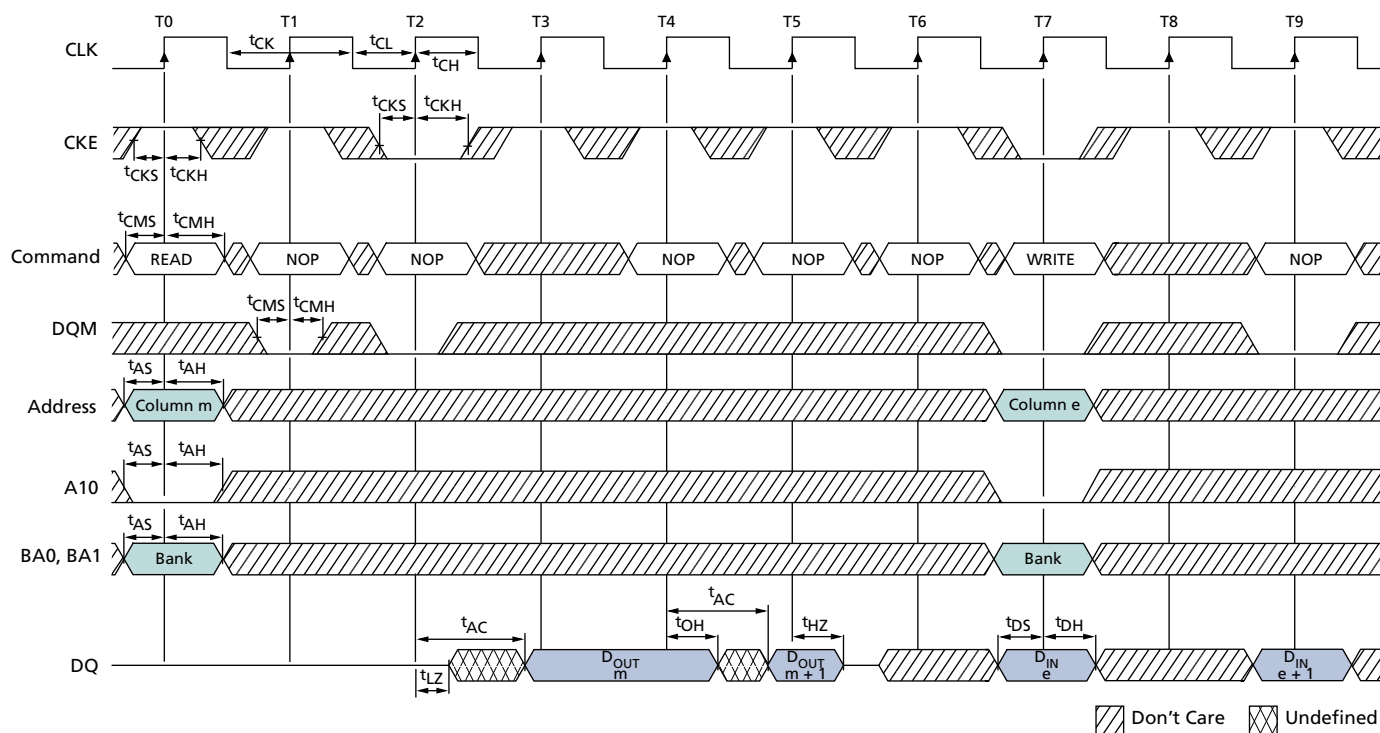 T0 T1 T2 T3 T4 T5 T6 T7 T8 T9
CLK
tCK tCL
tCH
tCKS tCKH
CKE
tCKS tCKH
tCMS tCMH
Command READ NOP NOP NOP NOP NOP WRITE NOP
tCMS tCMH
DQM
tAS tAH
Address Column m Column e
tAS tAH
A10
tAS tAH
BA0, BA1 Bank Bank
tAC
tAC tOH tHZ tDS tDH
DQ DOUT DOUT DIN DIN
m m + 1 e e + 1
tLZ
Don't Care Undefined